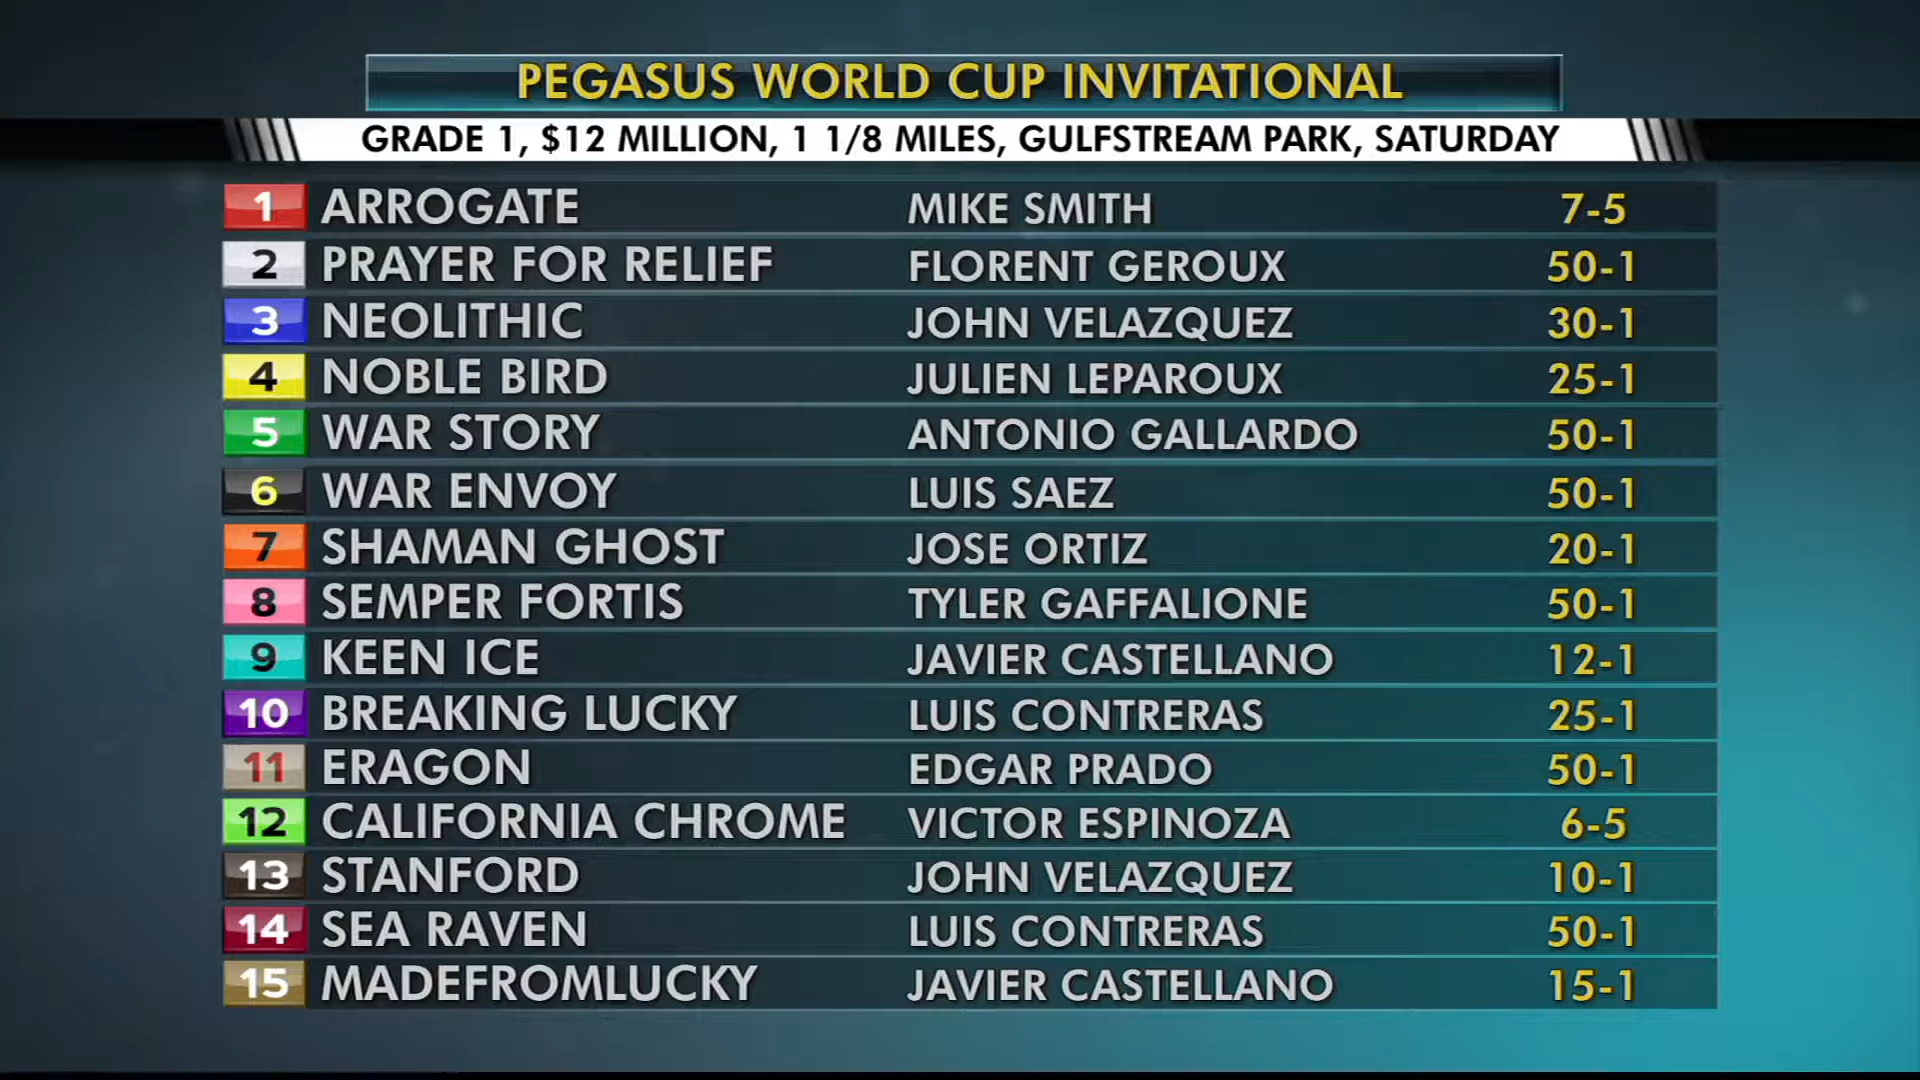 PEGASUS WORLD CUP INVITATIONAL
GRADE 1, $12 MILLION, 1 1/8 MILES, GULFSTREAM PARK, SATURDAY
1 ARROGATE MIKE SMITH 7-5
2 PRAYER FOR RELIEF FLORENT GEROUX 50-1
3 NEOLITHIC JOHN VELAZQUEZ 30-1
4 NOBLE BIRD JULIEN LEPAROUX 25-1
5 WAR STORY ANTONIO GALLARDO 50-1
6 WAR ENVOY LUIS SAEZ 50-1
7 SHAMAN GHOST JOSE ORTIZ 20-1
8 SEMPER FORTIS TYLER GAFFALIONE 50-1
9 KEEN ICE JAVIER CASTELLANO 12-1
10 BREAKING LUCKY LUIS CONTRERAS 25-1
11 ERAGON EDGAR PRADO 50-1
12 CALIFORNIA CHROME VICTOR ESPINOZA 6-5
13 STANFORD JOHN VELAZQUEZ 10-1
14 SEA RAVEN LUIS CONTRERAS 50-1
15 MADEFROMLUCKY JAVIER CASTELLANO 15-1